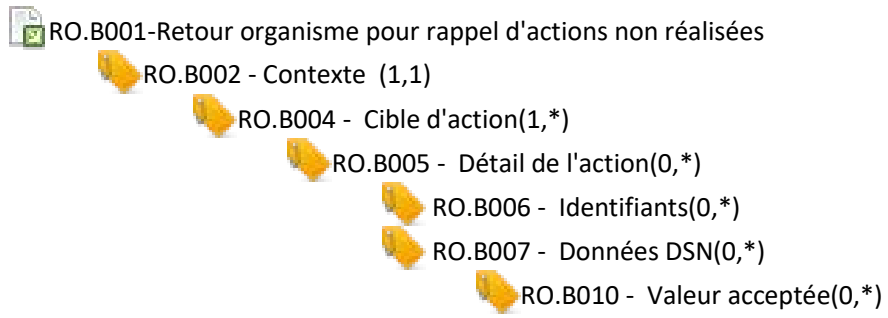 RO.B001-Retour organisme pour rappel d'actions non réalisées
RO.B002 - Contexte (1,1)
RO.B004 - Cible d'action(1,*)
RO.B005 - Détail de l'action(0,*)
RO.B006 - Identifiants(0,*)
RO.B007 - Données DSN(0,*)
RO.B010 - Valeur acceptée(0,*)